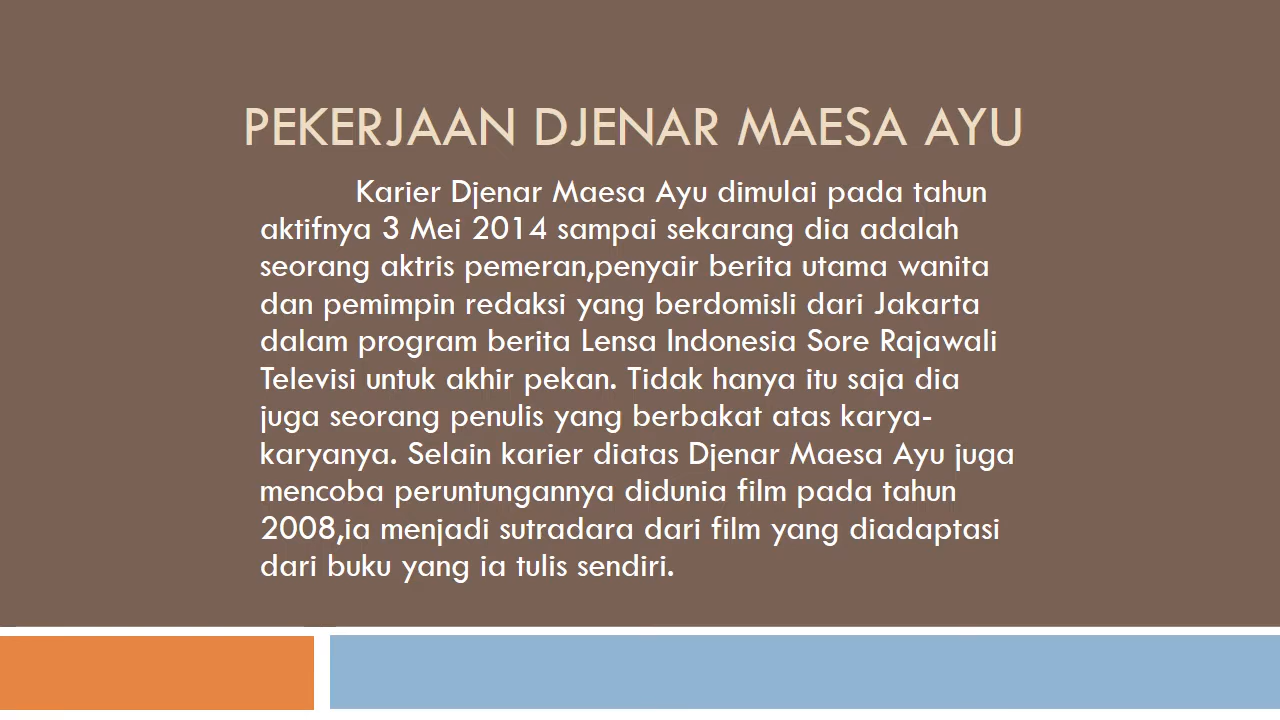 PEKERJAAN DJENAR MAESA AYU
Karier Djenar Maesa Ayu dimulai pada tahun
aktifnya 3 Mei 2014 sampai sekarang dia adalah
seorang aktris pemeran,penyair berita utama wanita
dan pemimpin redaksi yang berdomisli dari Jakarta
dalam program berita Lensa Indonesia Sore Rajawali
Televisi untuk akhir pekan. Tidak hanya itu saja dia
juga seorang penulis yang berbakat atas karya-
karyanya. Selain karier diatas Djenar Maesa Ayu juga
mencoba peruntungannya didunia film pada tahun
2008,ia menjadi sutradara dari film yang diadaptasi
dari buku yang ia tulis sendiri.